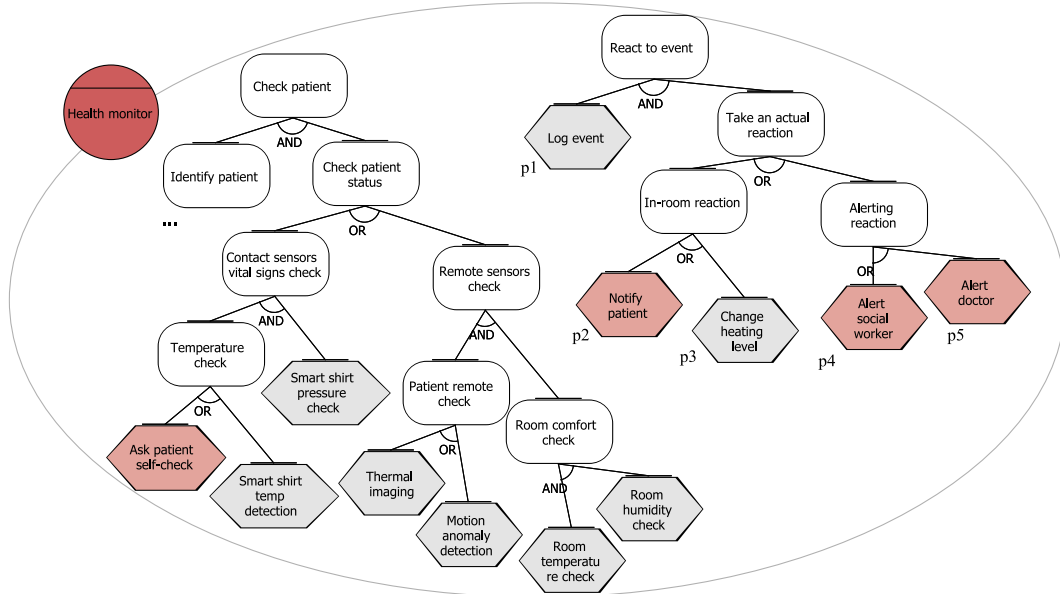 React to event
Check patient
Health monitor
AND
Log event
Take an actual
reaction
p1
AND
Identify patient
Check patient
status
...
OR
In-room reaction
Alerting
reaction
OR
Contact sensors
vital signs check
Remote sensors
check
OR
OR
Notify
patient
Alert
doctor
p2
Change
heating
level
p3
Alert
social
worker
p4
p5
AND
AND
Temperature
check
Smart shirt
pressure
check
Patient remote
check
OR
Room comfort
check
OR
Ask patient
self-check
Smart shirt
temp
detection
Thermal
imaging
AND
Room
humidity
check
Motion
anomaly
detection
Room
temperatu
re check